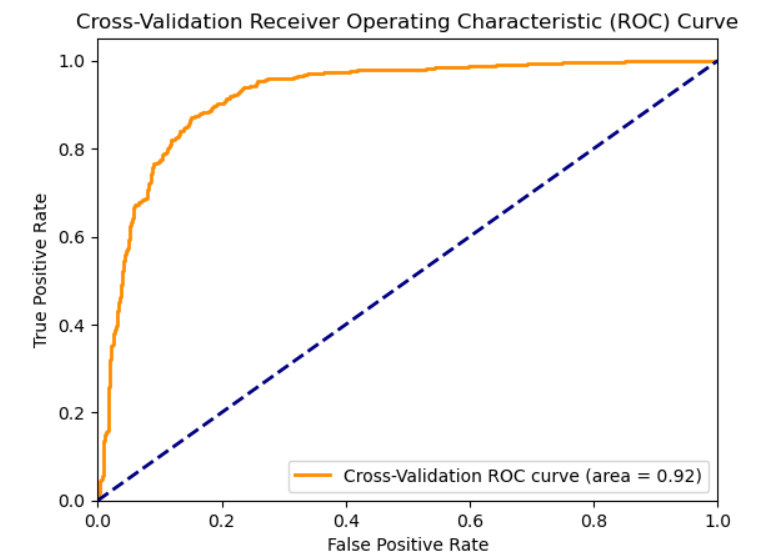 Cross-Validation Receiver Operating Characteristic (ROC) Curve
True Positive Rate
1.0
0.8
0.6
0.4
0.2
0.0
Cross-Validation ROC curve (area = 0.92)
0.0 0.2 0.4 0.6 0.8 1.0
False Positive Rate